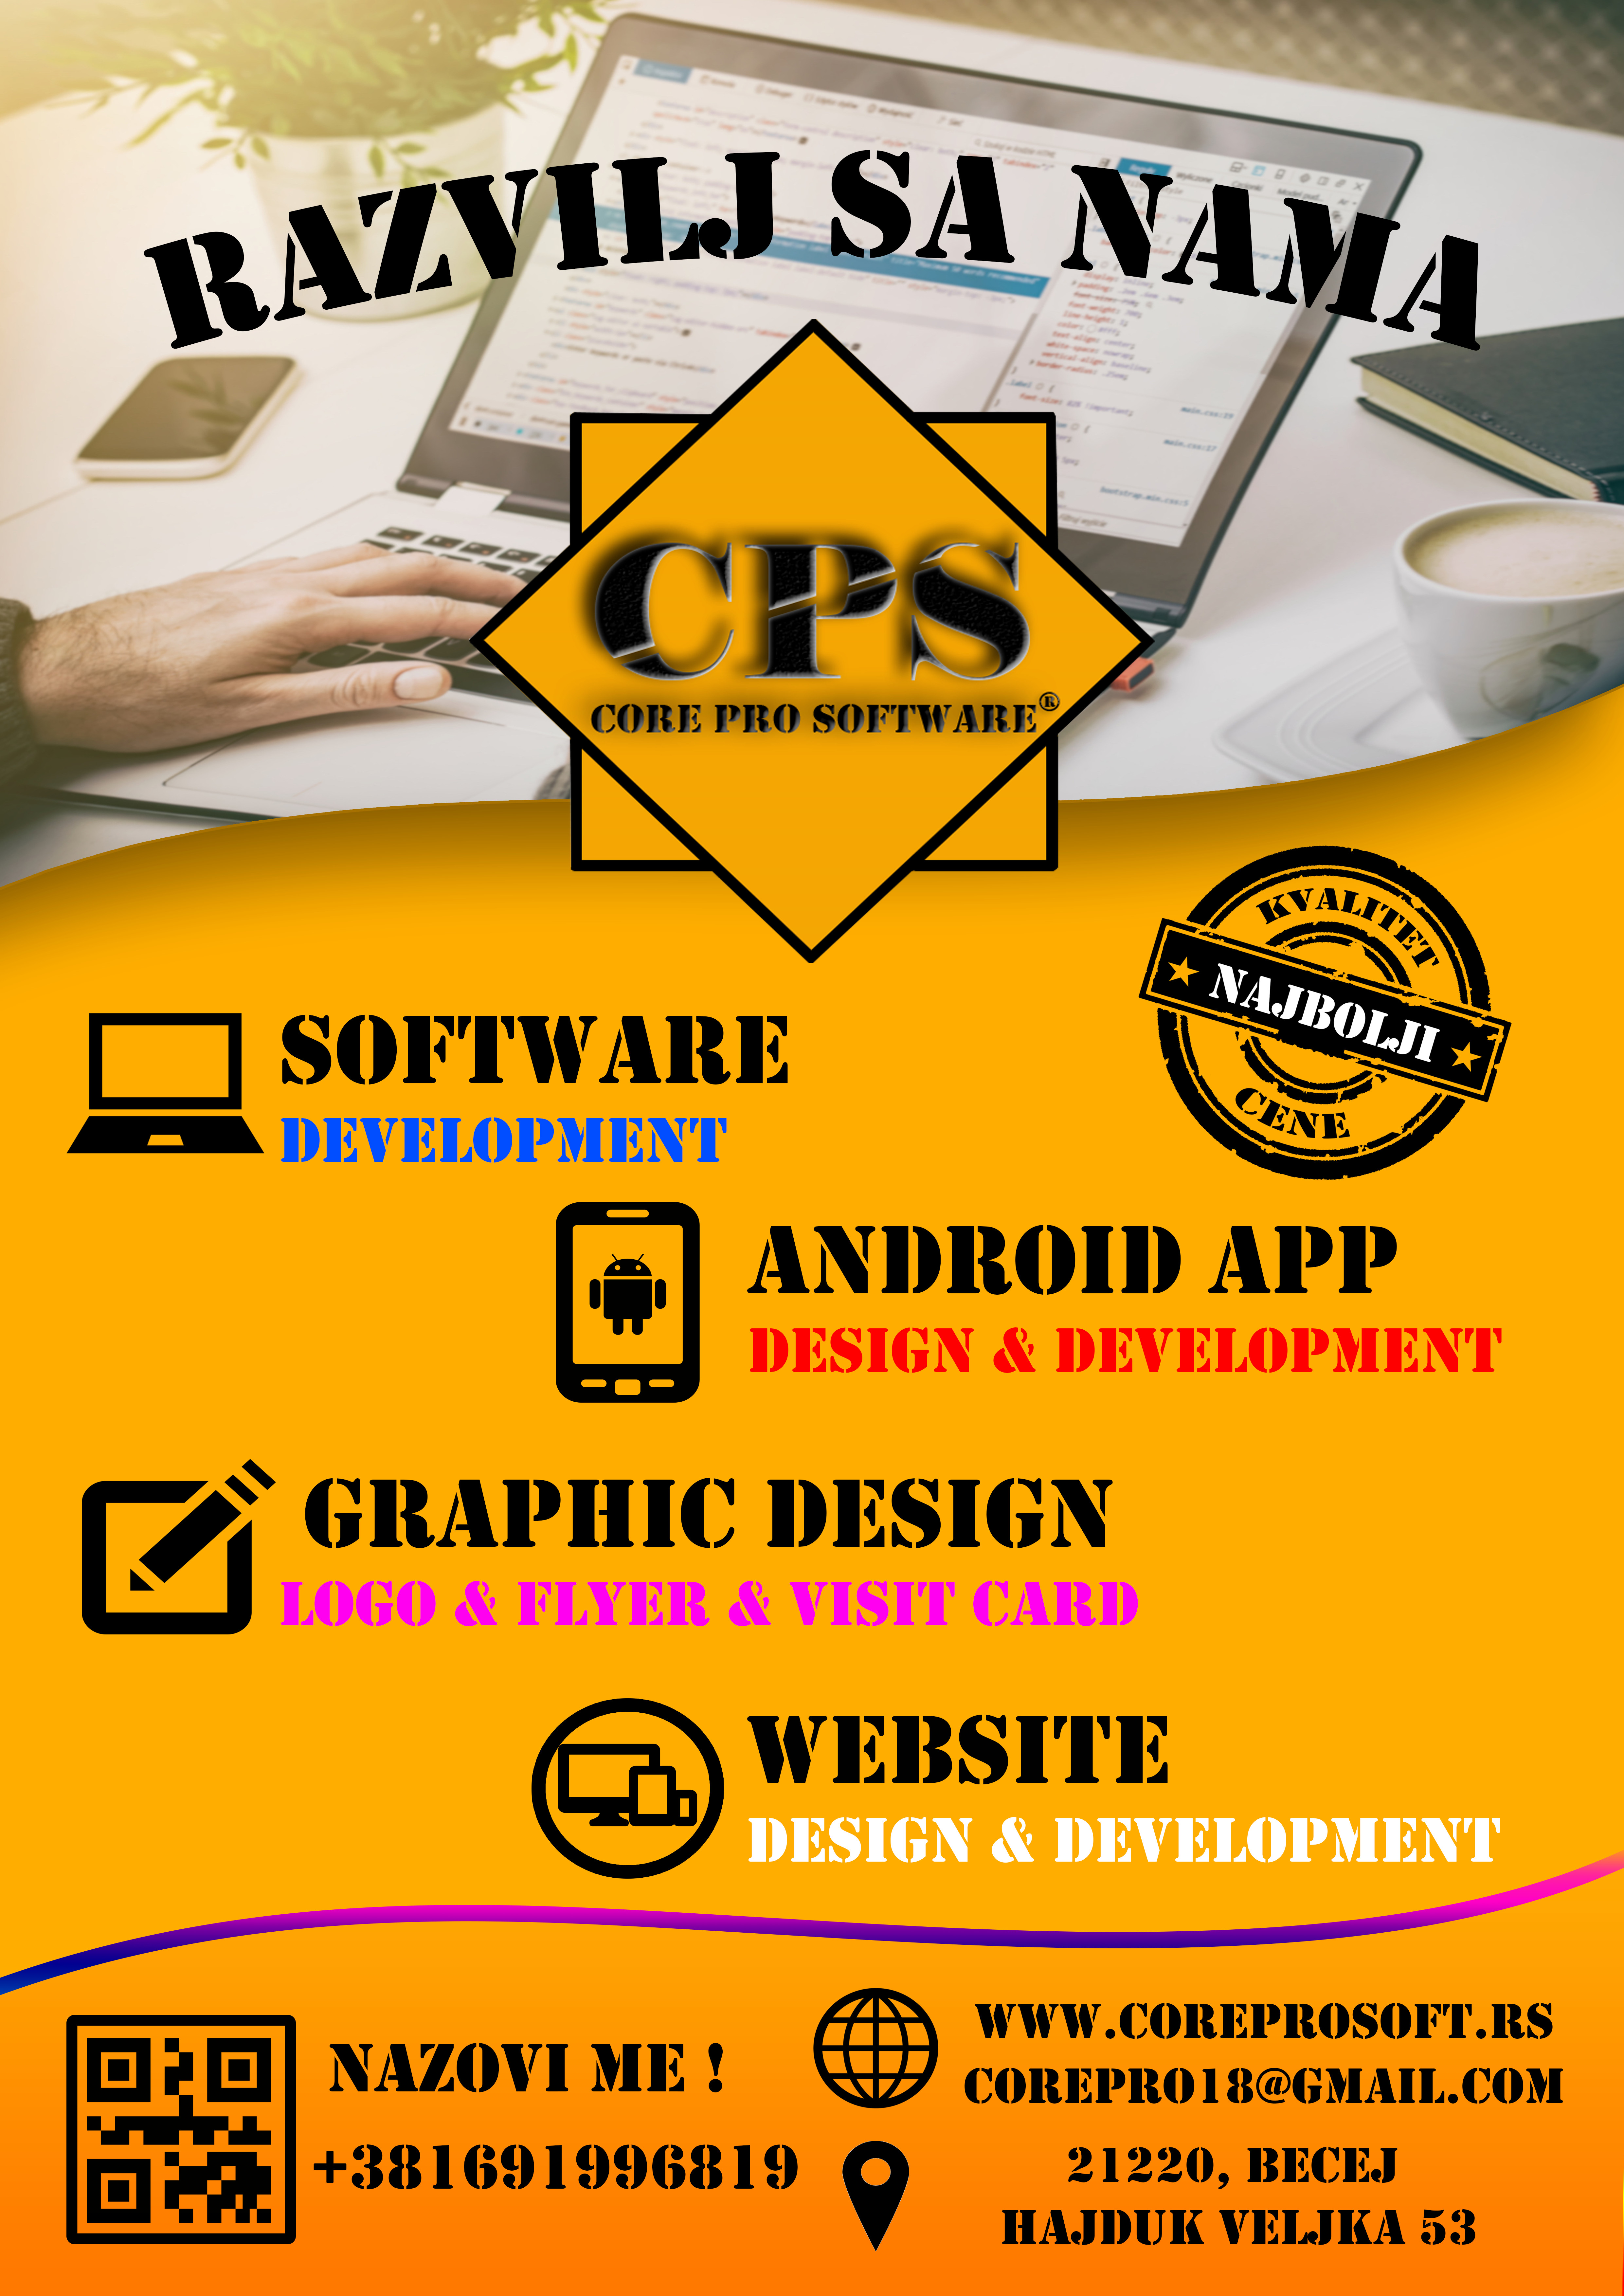 RAZVILJ SA NAMA
CPS
CORE PRO SOFTWARE®
KVALITET
NAJBOLJI
CENE
SOFTWARE
DEVELOPMENT
ANDROID APP
DESIGN & DEVELOPMENT
GRAPHIC DESIGN
LOGO & FLYER & VISIT CARD
WEBSITE
DESIGN & DEVELOPMENT
NAZOVI ME !
+381691996819
WWW.COREPROSOFT.RS
COREPRO18@GMAIL.COM
21220, BECEJ
HAJDUK VELJKA 53